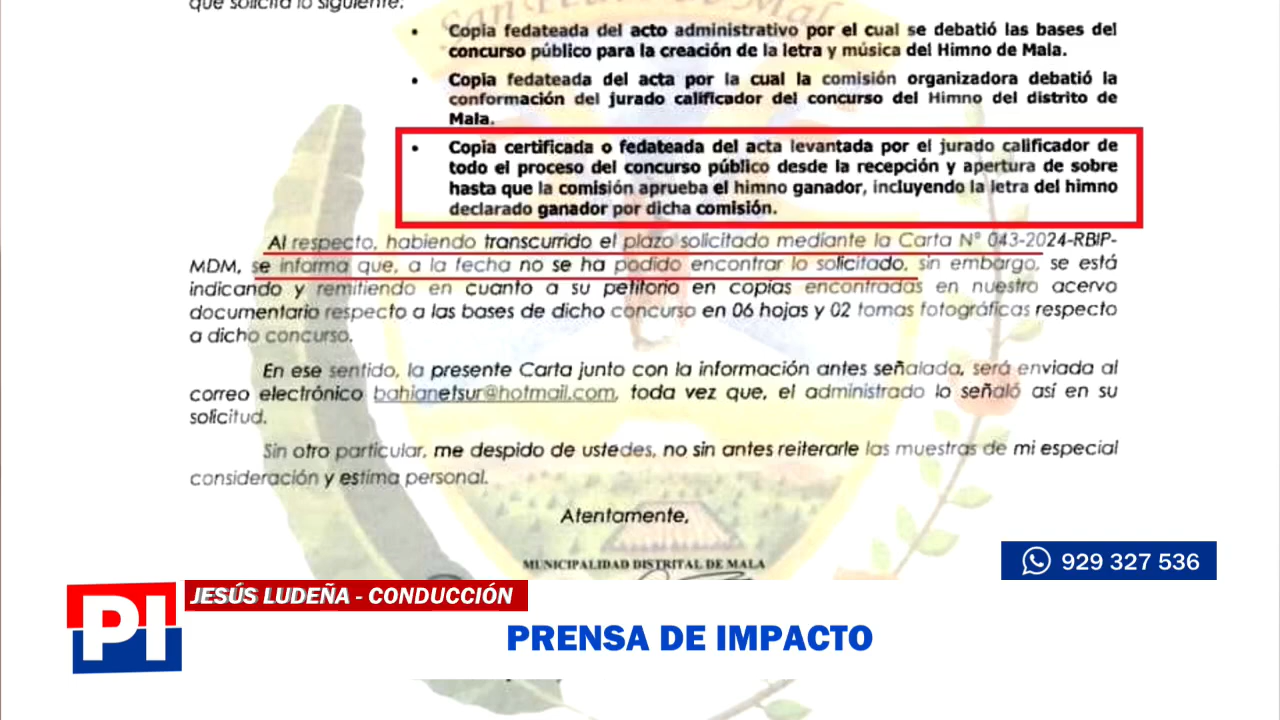 que solicita lo siguiente:
San Pedro de Mala
• Copia fedateada del acto administrativo por el cual se debatió las bases del
concurso público para la creación de la letra y música del Himno de Mala.
• Copia fedateada del acta por la cual la comisión organizadora debatió la
conformación del jurado calificador del concurso del Himno del distrito de
Mala.
• Copia certificada o fedateada del acta levantada por el jurado calificador de
todo el proceso del concurso público desde la recepción y apertura de sobre
hasta que la comisión aprueba el himno ganador, incluyendo la letra del himno
declarado ganador por dicha comisión.
Al respecto, habiendo transcurrido el plazo solicitado mediante la Carta N° 043-2024-RBIP-
MDM, se informa que, a la fecha no se ha podido encontrar lo solicitado, sin embargo, se está
indicando y remitiendo en cuanto a su petitorio en copias encontradas en nuestro acervo
documentario respecto a las bases de dicho concurso en 06 hojas y 02 tomas fotográficas respecto
a dicho concurso.
En ese sentido, la presente Carta junto con la información antes señalada, será enviada al
correo electrónico bahianetsur@hotmail.com, toda vez que, el administrado lo señaló así en su
solicitud.
Sin otro particular, me despido de ustedes, no sin antes reiterarle las muestras de mi especial
consideración y estima personal.
Atentamente,
MUNICIPALIDAD DISTRITAL DE MALA
929 327 536
JESÚS LUDEÑA - CONDUCCIÓN
PI
PRENSA DE IMPACTO